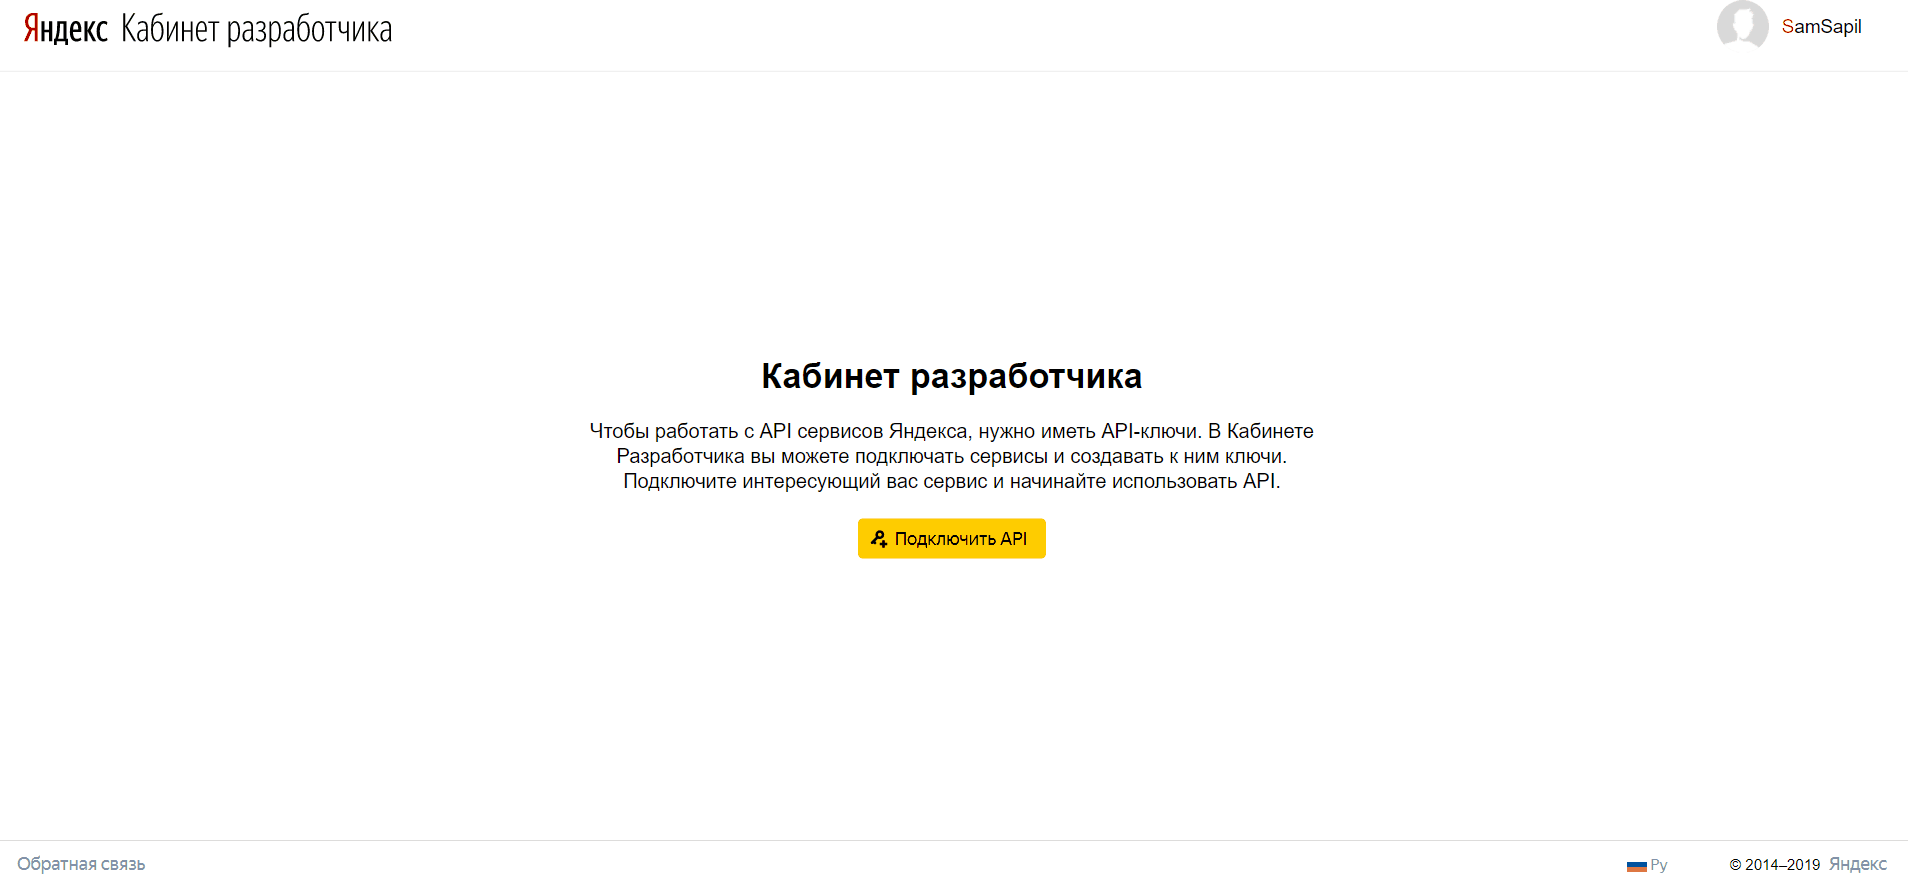 Яндекс Кабинет разработчика
SamSapil
Кабинет разработчика
Чтобы работать с API сервисов Яндекса, нужно иметь API-ключи. В Кабинете
Разработчика вы можете подключать сервисы и создавать к ним ключи.
Подключите интересующий вас сервис и начинайте использовать API.
Подключить API
Обратная связь
Ру
© 2014–2019 Яндекс